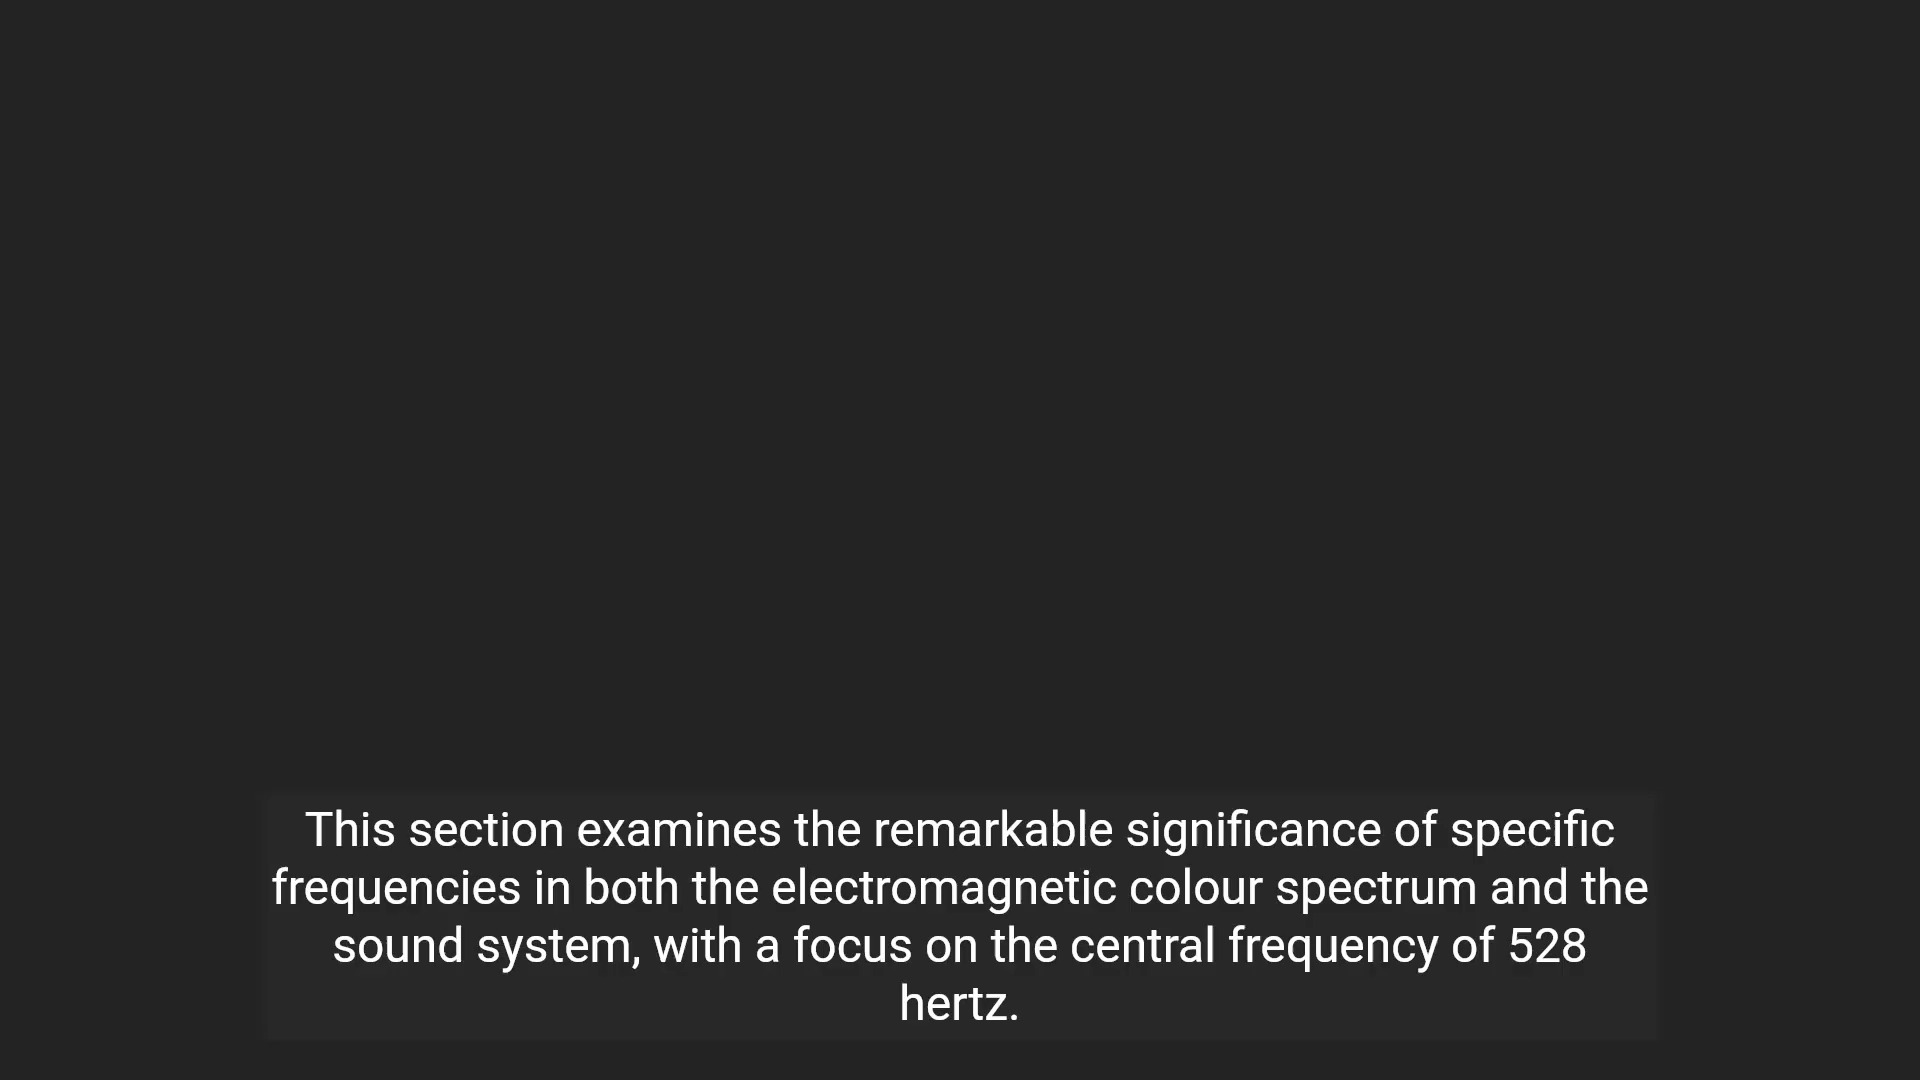 This section examines the remarkable significance of specific
frequencies in both the electromagnetic colour spectrum and the
sound system, with a focus on the central frequency of 528
hertz.